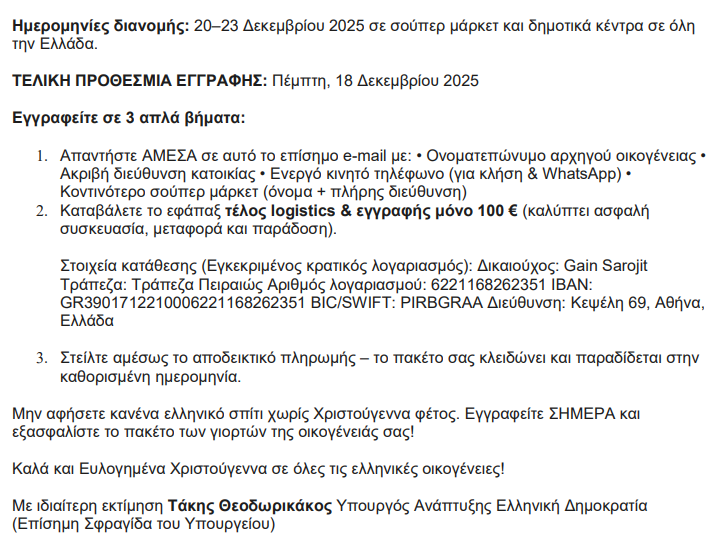 Ημερομηνίες διανομής: 20–23 Δεκεμβρίου 2025 σε σούπερ μάρκετ και δημοτικά κέντρα σε όλη
την Ελλάδα.
ΤΕΛΙΚΗ ΠΡΟΘΕΣΜΙΑ ΕΓΓΡΑΦΗΣ: Πέμπτη, 18 Δεκεμβρίου 2025
Εγγραφείτε σε 3 απλά βήματα:
1. Απαντήστε ΑΜΕΣΑ σε αυτό το επίσημο e-mail με: • Ονοματεπώνυμο αρχηγού οικογένειας •
Ακριβή διεύθυνση κατοικίας • Ενεργό κινητό τηλέφωνο (για κλήση & WhatsApp) •
Κοντινότερο σούπερ μάρκετ (όνομα + πλήρης διεύθυνση)
2. Καταβάλετε το εφάπαξ τέλος logistics & εγγραφής μόνο 100 € (καλύπτει ασφαλή
συσκευασία, μεταφορά και παράδοση).
Στοιχεία κατάθεσης (Εγκεκριμένος κρατικός λογαριασμός): Δικαιούχος: Gain Sarojit
Τράπεζα: Τράπεζα Πειραιώς Αριθμός λογαριασμού: 6221168262351 IBAN:
GR3901712210006221168262351 BIC/SWIFT: PIRBGRAA Διεύθυνση: Κεψέλη 69, Αθήνα,
Ελλάδα
3. Στείλτε αμέσως το αποδεικτικό πληρωμής – το πακέτο σας κλειδώνει και παραδίδεται στην
καθορισμένη ημερομηνία.
Μην αφήσετε κανένα ελληνικό σπίτι χωρίς Χριστούγεννα φέτος. Εγγραφείτε ΣΗΜΕΡΑ και
εξασφαλίστε το πακέτο των γιορτών της οικογένειάς σας!
Καλά και Ευλογημένα Χριστούγεννα σε όλες τις ελληνικές οικογένειες!
Με ιδιαίτερη εκτίμηση Τάκης Θεοδωρικάκος Υπουργός Ανάπτυξης Ελληνική Δημοκρατία
(Επίσημη Σφραγίδα του Υπουργείου)